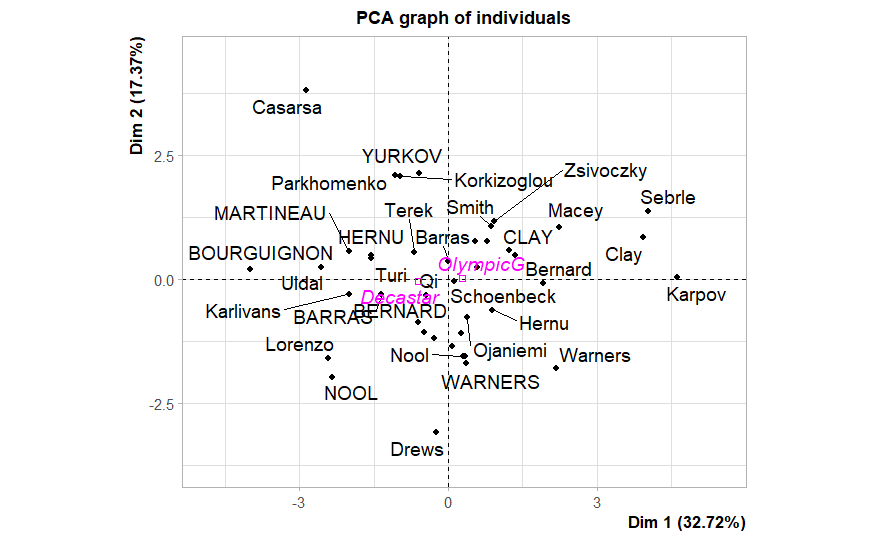 PCA graph of individuals
Dim 2 (17.37%)
2.5
0.0
-2.5
Casarsa
YURKOV
Zsivoczky
Parkhomenko
Korkizoglou
Sebrle
MARTINEAU
Terek
Smith
Macey
HERNU
Barras
CLAY
BOURGUIGNON
Clay
OlympicG
Bernard
Uldal
Turi
Qi
Karpov
Decastar
Schoenbeck
Karlivans
BARRAS
BERNARD
Hernu
Lorenzo
Nool
Ojaniemi
Warners
NOOL
WARNERS
Drews
-3
0
3
Dim 1 (32.72%)